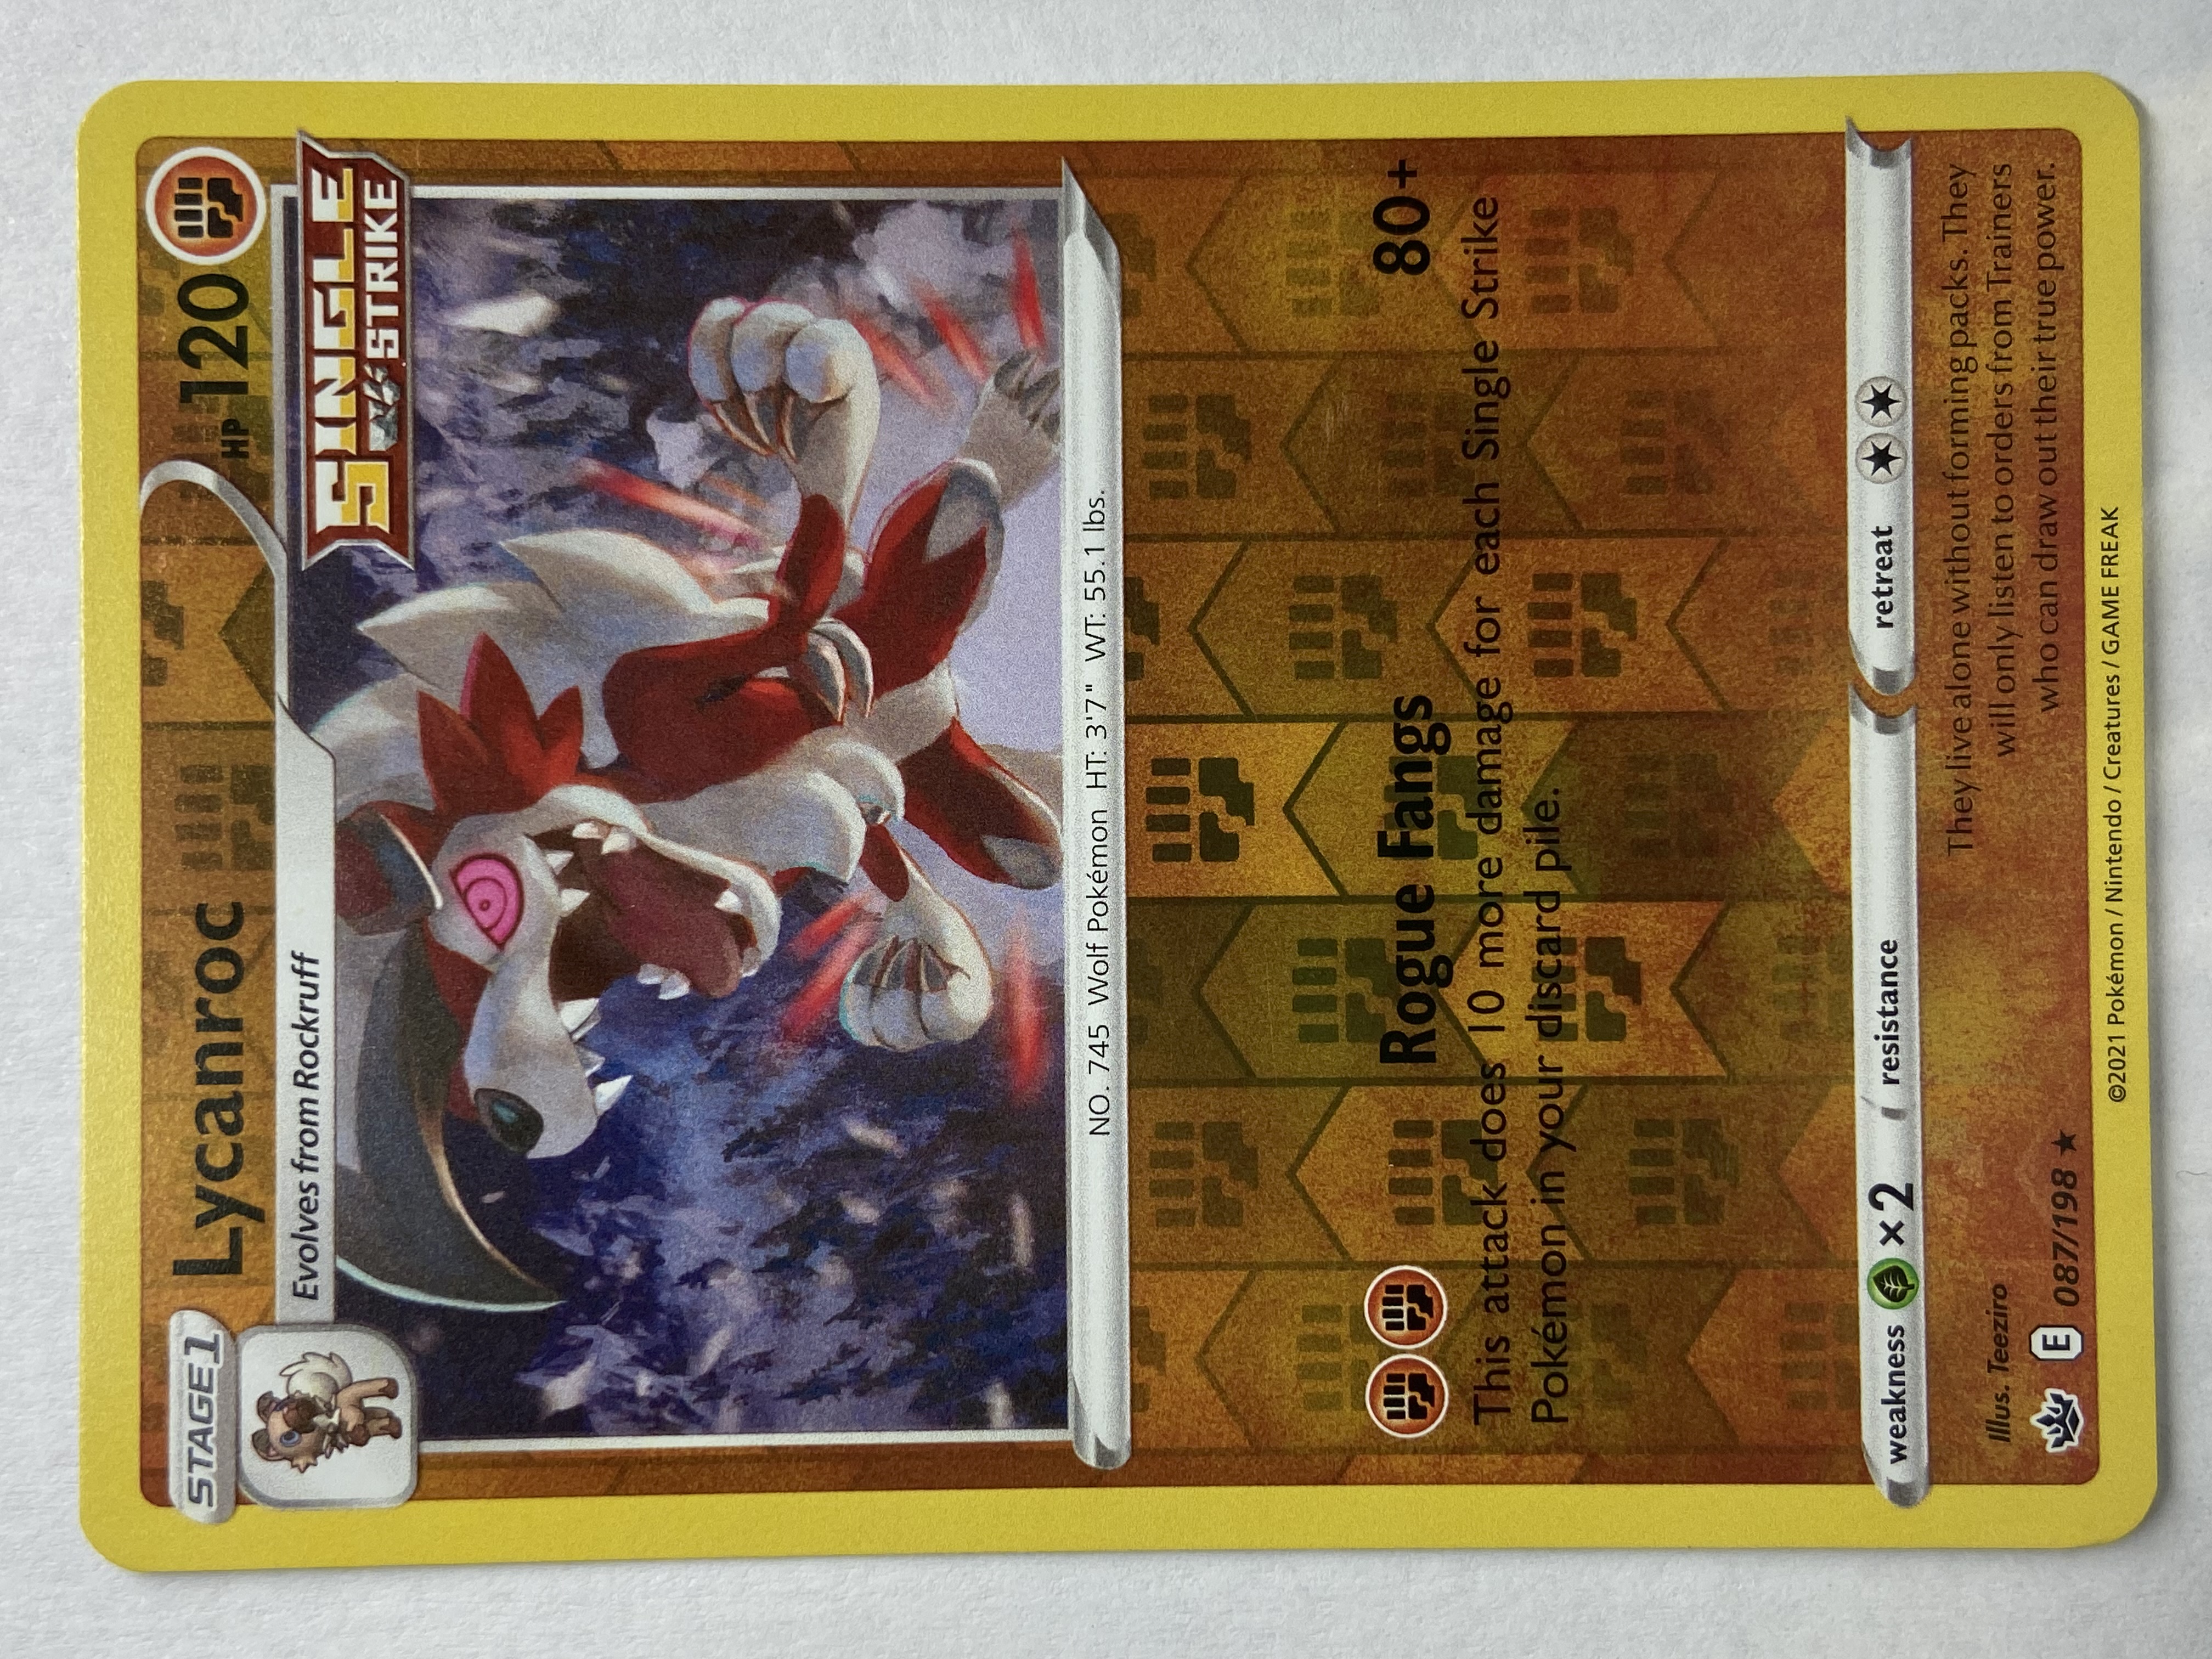 STAGE 1
Lycanroc
HP 120
Evolves from Rockruff
SINGLE
STRIKE
NO. 745 Wolf Pokémon HT: 3'7" WT: 55.1 lbs.
Rogue Fangs 80+
This attack does 10 more damage for each Single Strike
Pokémon in your discard pile.
weakness ×2 resistance retreat
They live alone without forming packs. They
will only listen to orders from Trainers
who can draw out their true power.
Illus. Teeziro
E 087/198 ★
©2021 Pokémon / Nintendo / Creatures / GAME FREAK